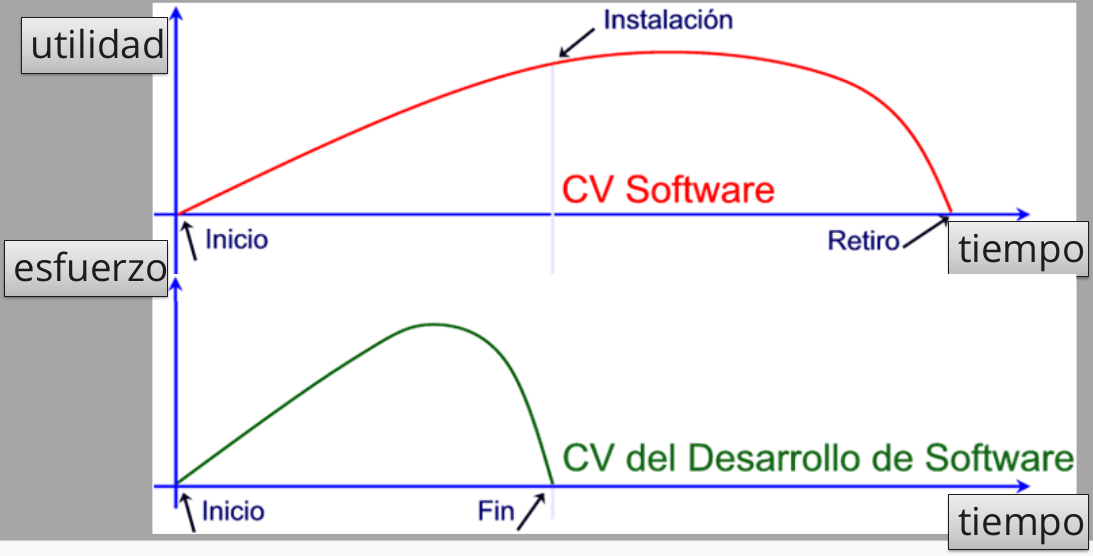 utilidad
Instalación
CV Software
Inicio
Retiro
tiempo
esfuerzo
CV del Desarrollo de Software
Inicio
Fin
tiempo